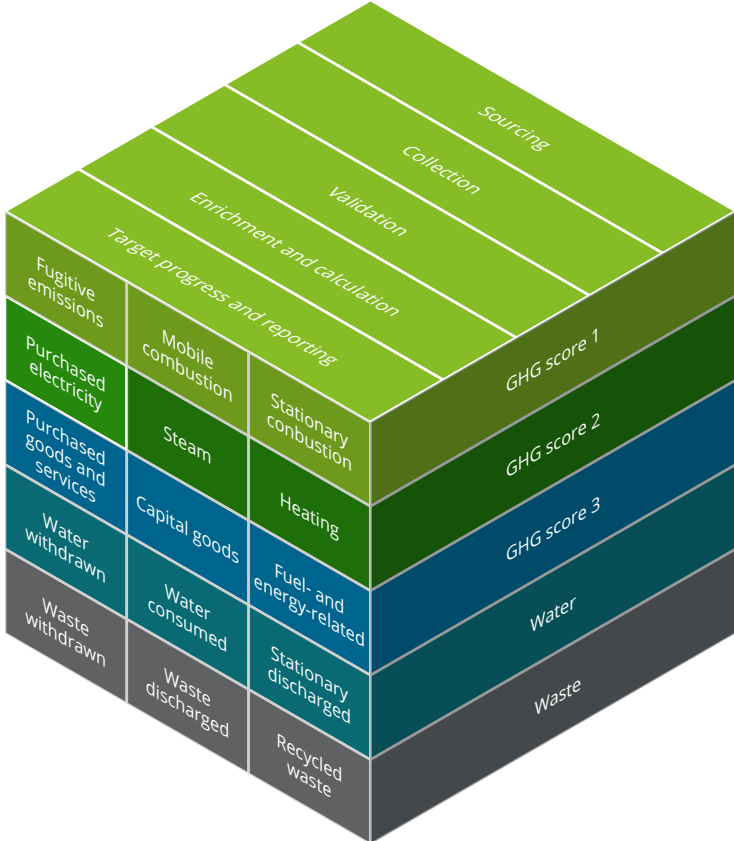 Sourcing
Collection
Validation
Enrichment and calculation
Target progress and reporting
Fugitive
emissions
Mobile
combustion
Stationary
conbustion
GHG score 1
Purchased
electricity
Steam
Heating
GHG score 2
Purchased
goods and
services
Capital goods
Fuel- and
energy-related
GHG score 3
Water
withdrawn
Water
consumed
Stationary
discharged
Water
Waste
withdrawn
Waste
discharged
Recycled
waste
Waste